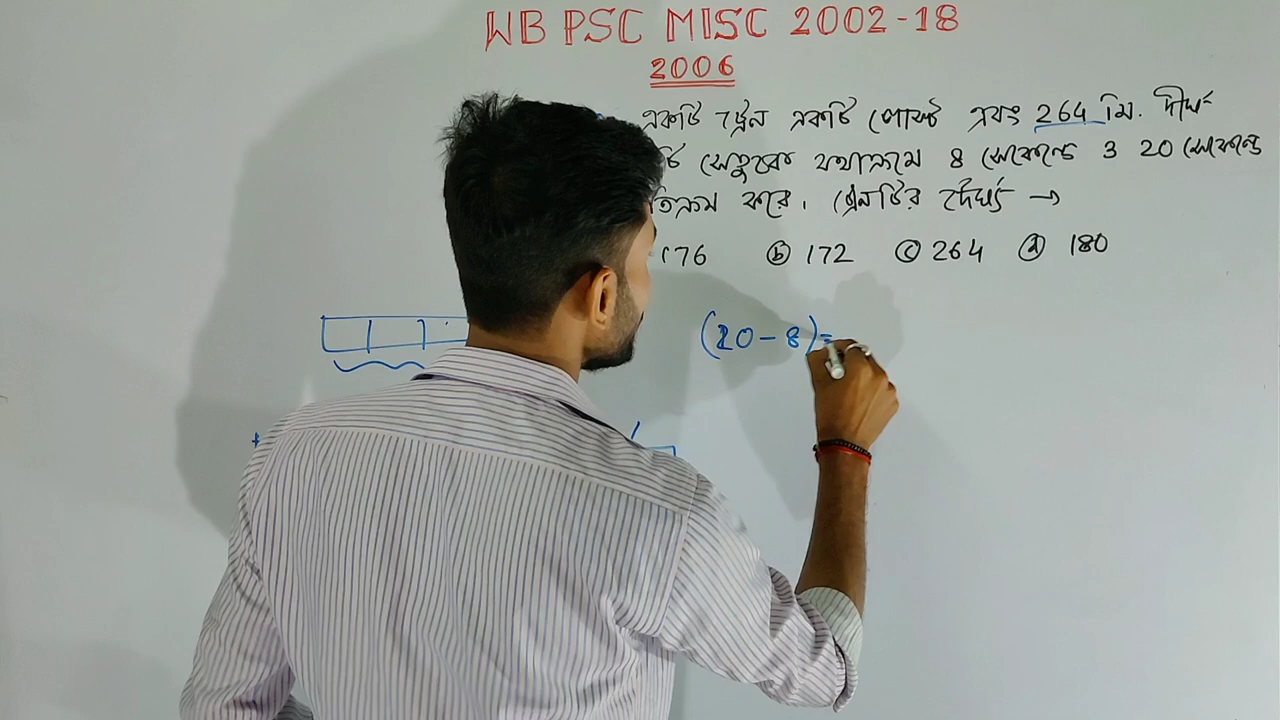 WB PSC MISC 2002-18
2006
একটি ট্রেন একটি পোস্ট এবং 264 মি. দীর্ঘ
টি সেতুকে যথাক্রমে 8 সেকেন্ডে ও 20 সেকেন্ডে
তিক্রম করে। ট্রেনটির দৈর্ঘ্য →
176 ⓑ 172 ⓒ 264 ⓓ 180
(20-8)=